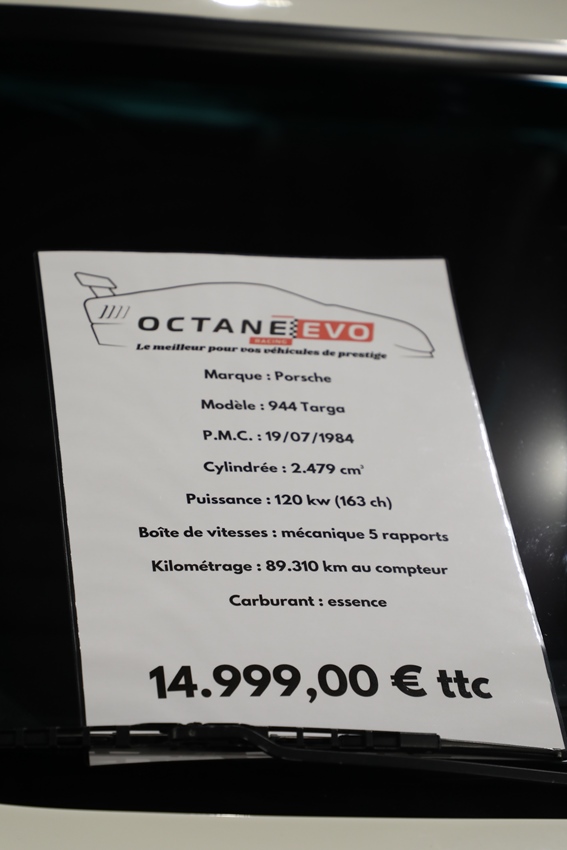 OCTANE EVO
RACING
Le meilleur pour vos véhicules de prestige
Marque : Porsche
Modèle : 944 Targa
P.M.C. : 19/07/1984
Cylindrée : 2.479 cm³
Puissance : 120 kw (163 ch)
Boîte de vitesses : mécanique 5 rapports
Kilométrage : 89.310 km au compteur
Carburant : essence
14.999,00 € ttc